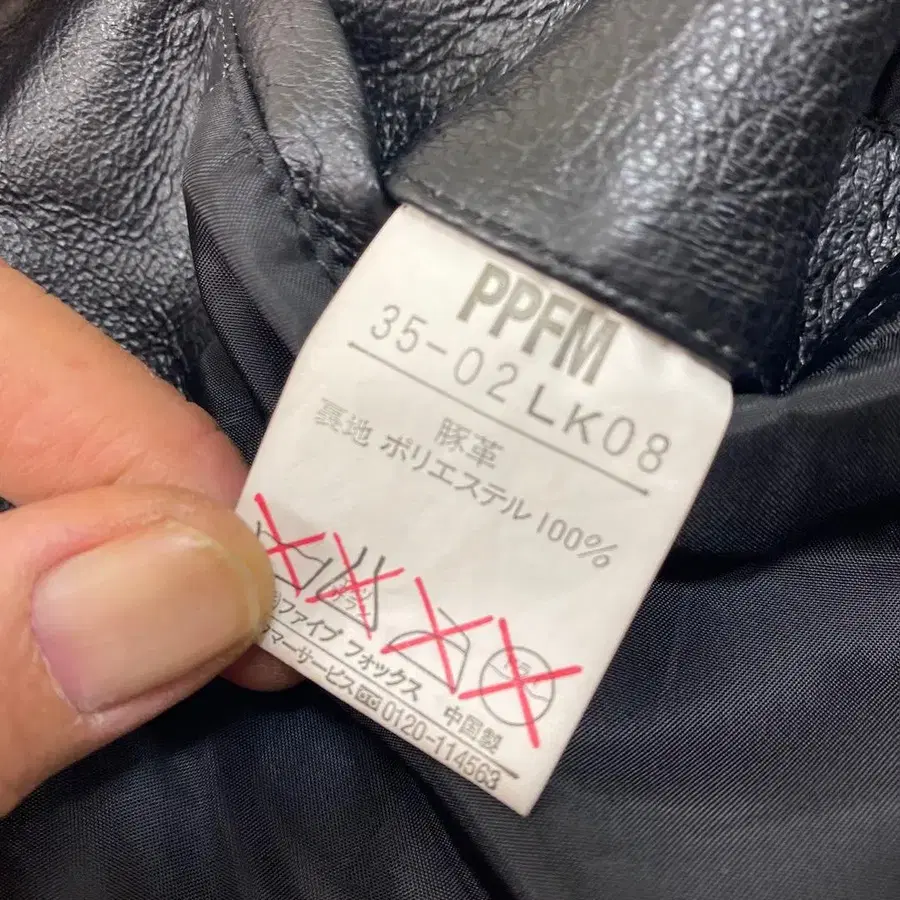 PPFM
35-02LK08
豚革
裏地 ポリエステル100%
ファイブ フォックス 中国製
マーサービス 0120-114563